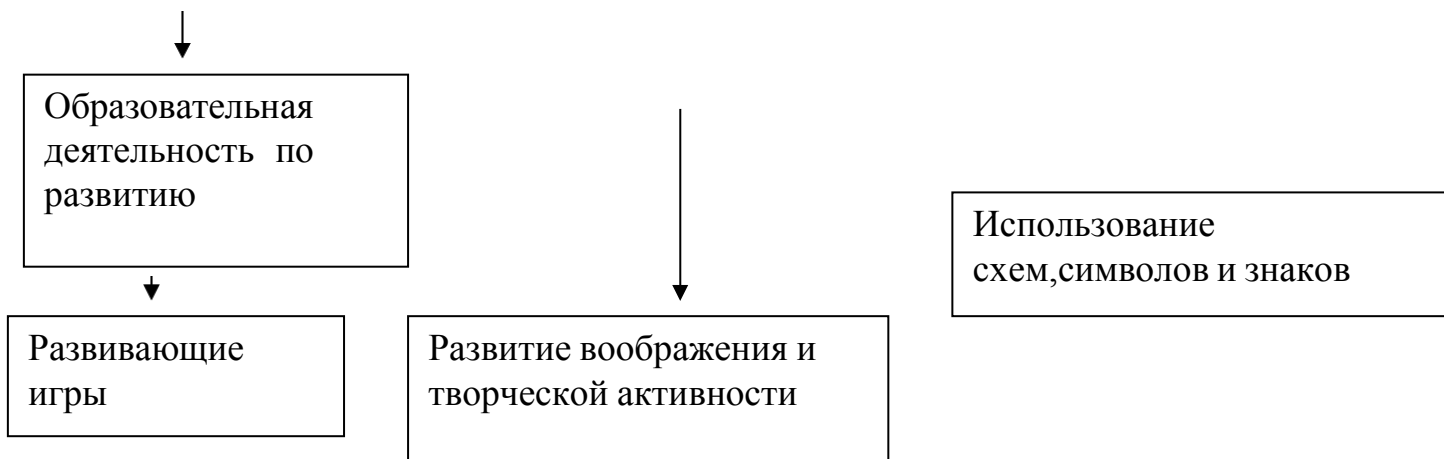 Образовательная
деятельность по
развитию
Использование
схем,символов и знаков
Развивающие
игры
Развитие воображения и
творческой активности